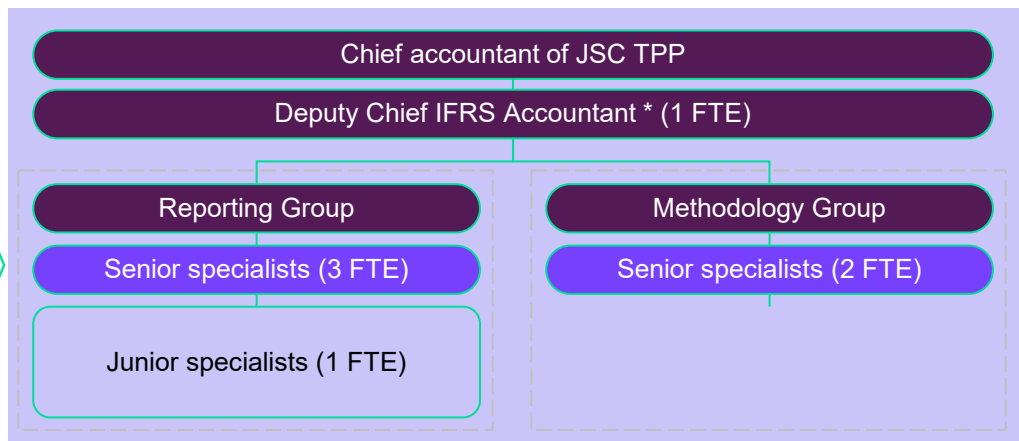 Chief accountant of JSC TPP
Deputy Chief IFRS Accountant * (1 FTE)
Reporting Group
Senior specialists (3 FTE)
Junior specialists (1 FTE)
Methodology Group
Senior specialists (2 FTE)